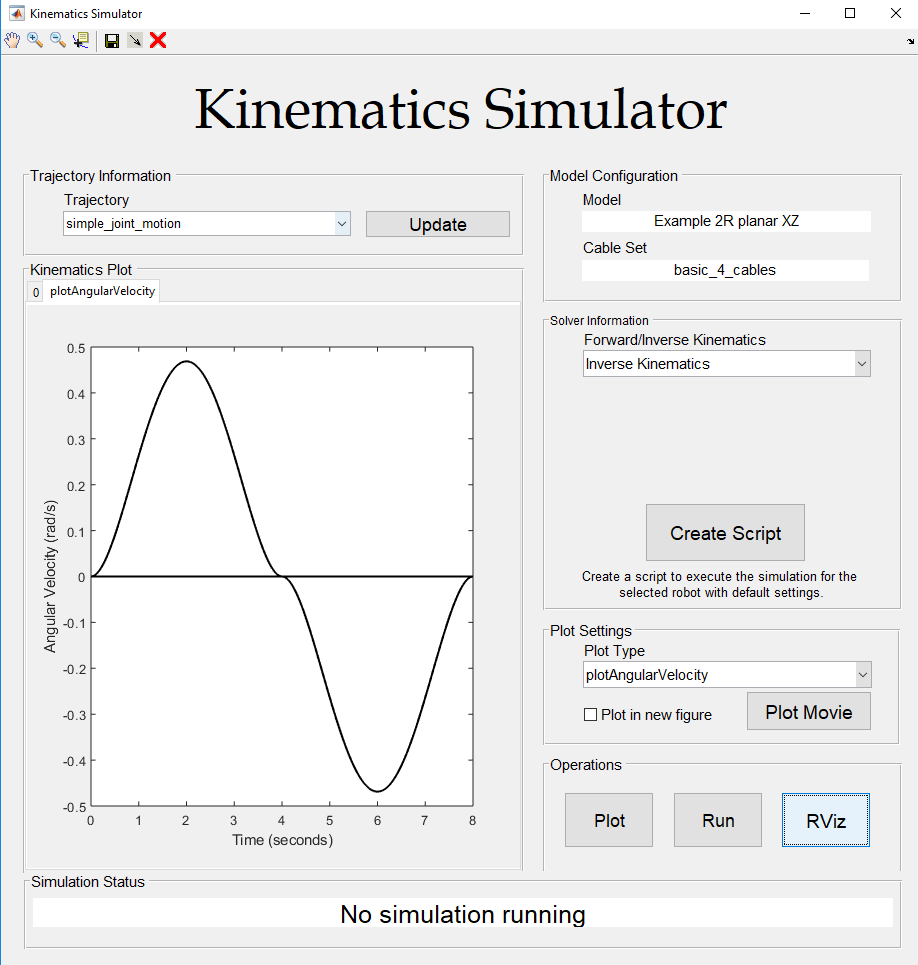 Kinematics Simulator
Kinematics Simulator
Trajectory Information
Trajectory
simple_joint_motion
Update
Kinematics Plot
0
plotAngularVelocity
0.5
0.4
0.3
0.2
0.1
0
-0.1
-0.2
-0.3
-0.4
-0.5
Angular Velocity (rad/s)
0 1 2 3 4 5 6 7 8
Time (seconds)
Model Configuration
Model
Example 2R planar XZ
Cable Set
basic_4_cables
Solver Information
Forward/Inverse Kinematics
Inverse Kinematics
Create Script
Create a script to execute the simulation for the
selected robot with default settings.
Plot Settings
Plot Type
plotAngularVelocity
Plot in new figure
Plot Movie
Operations
Plot
Run
RViz
Simulation Status
No simulation running